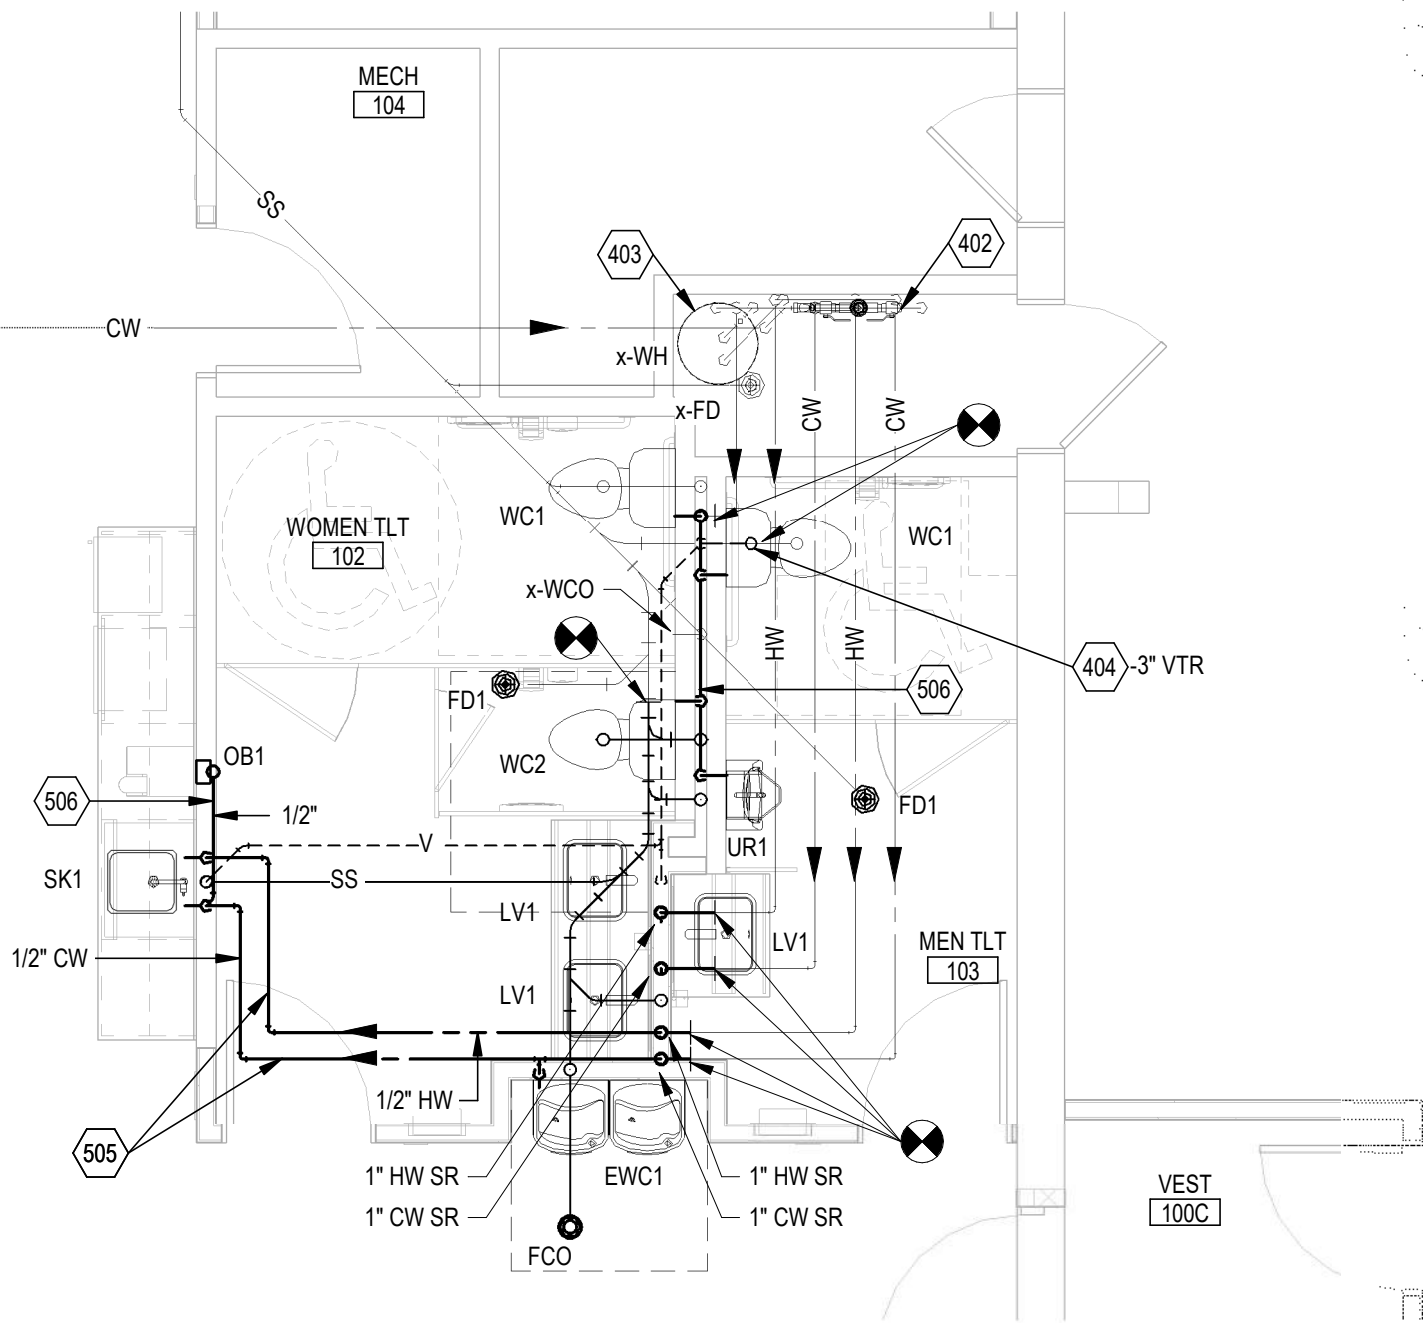 MECH
104
SS
403
402
CW
x-WH
x-FD
CW
CW
WC1
WOMEN TLT
102
WC1
x-WCO
HW
HW
404
-3" VTR
506
FD1
OB1
WC2
506
1/2"
FD1
V
UR1
SK1
SS
LV1
LV1
MEN TLT
103
1/2" CW
LV1
1/2" HW
505
1" HW SR
EWC1
1" HW SR
1" CW SR
1" CW SR
VEST
100C
FCO